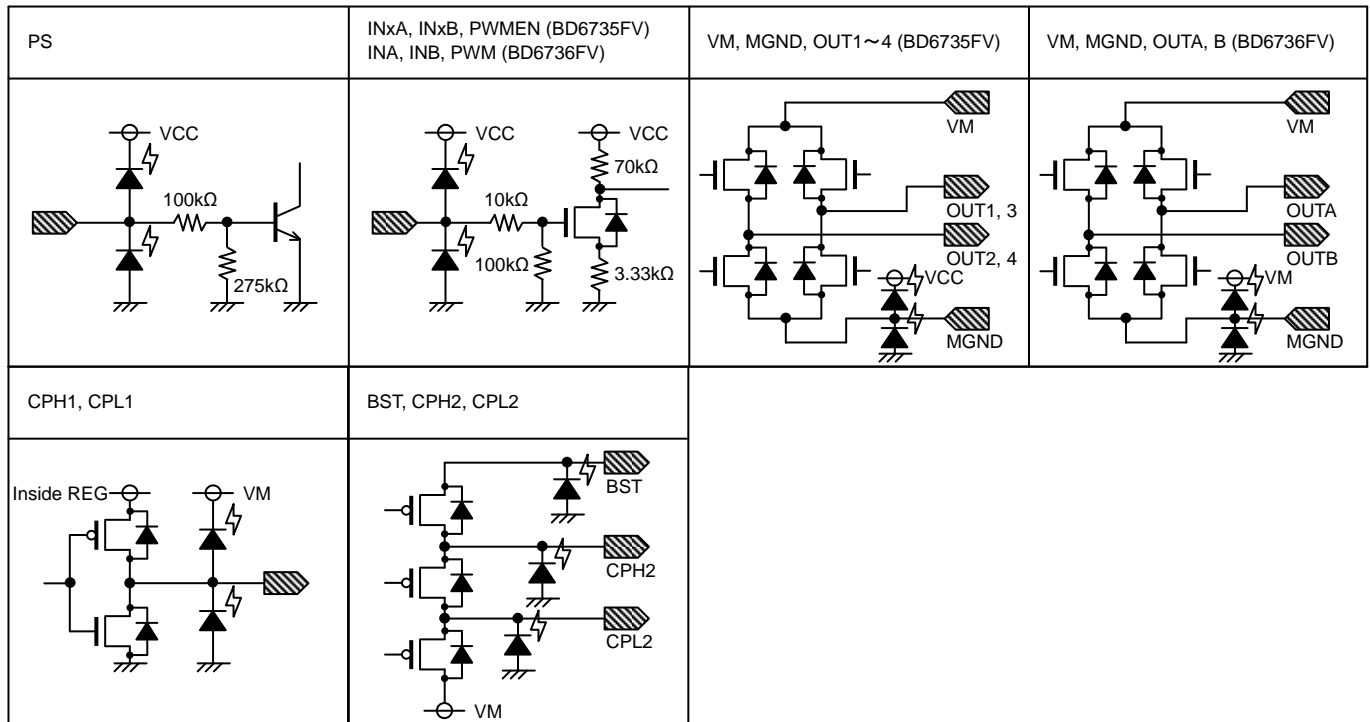 PS
INxA, INxB, PWMEN (BD6735FV)
INA, INB, PWM (BD6736FV)
VM, MGND, OUT1～4 (BD6735FV)
VM, MGND, OUTA, B (BD6736FV)
VCC
100kΩ
275kΩ
VCC
VCC
70kΩ
10kΩ
100kΩ
3.33kΩ
VM
OUT1, 3
OUT2, 4
VCC
MGND
VM
OUTA
OUTB
VM
MGND
CPH1, CPL1
BST, CPH2, CPL2
Inside REG
VM
BST
CPH2
CPL2
VM